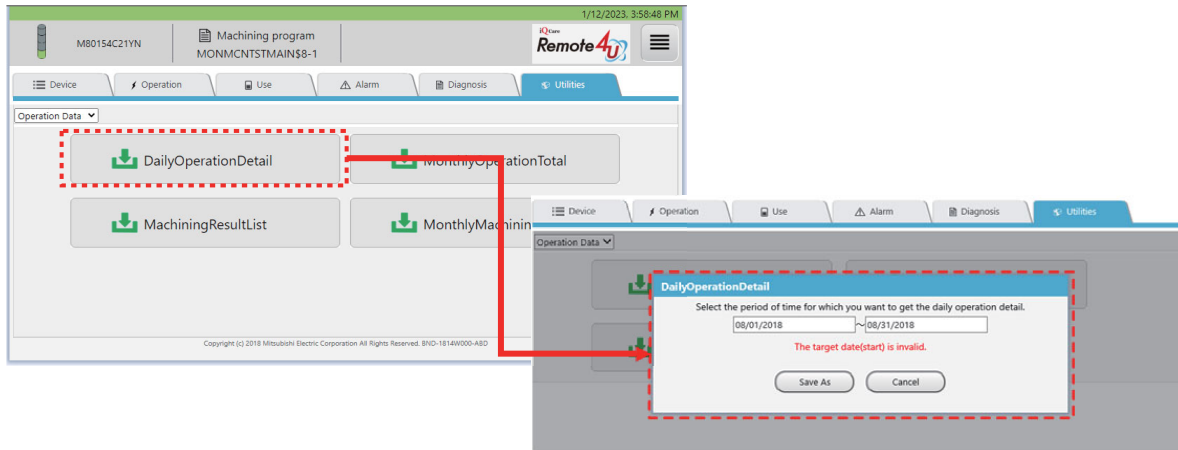 1/12/2023, 3:58:48 PM
M80154C21YN
Machining program
MONMCNTSTMAIN$8-1
iQ Care
Remote4U
Device
Operation
Use
Alarm
Diagnosis
Utilities
Operation Data
DailyOperationDetail
MonthlyOperationTotal
MachiningResultList
MonthlyMachinin
Copyright (c) 2018 Mitsubishi Electric Corporation All Rights Reserved. BND-1814W000-ABD
Device
Operation
Use
Alarm
Diagnosis
Utilities
Operation Data
DailyOperationDetail
Select the period of time for which you want to get the daily operation detail.
08/01/2018 ～ 08/31/2018
The target date(start) is invalid.
Save As
Cancel